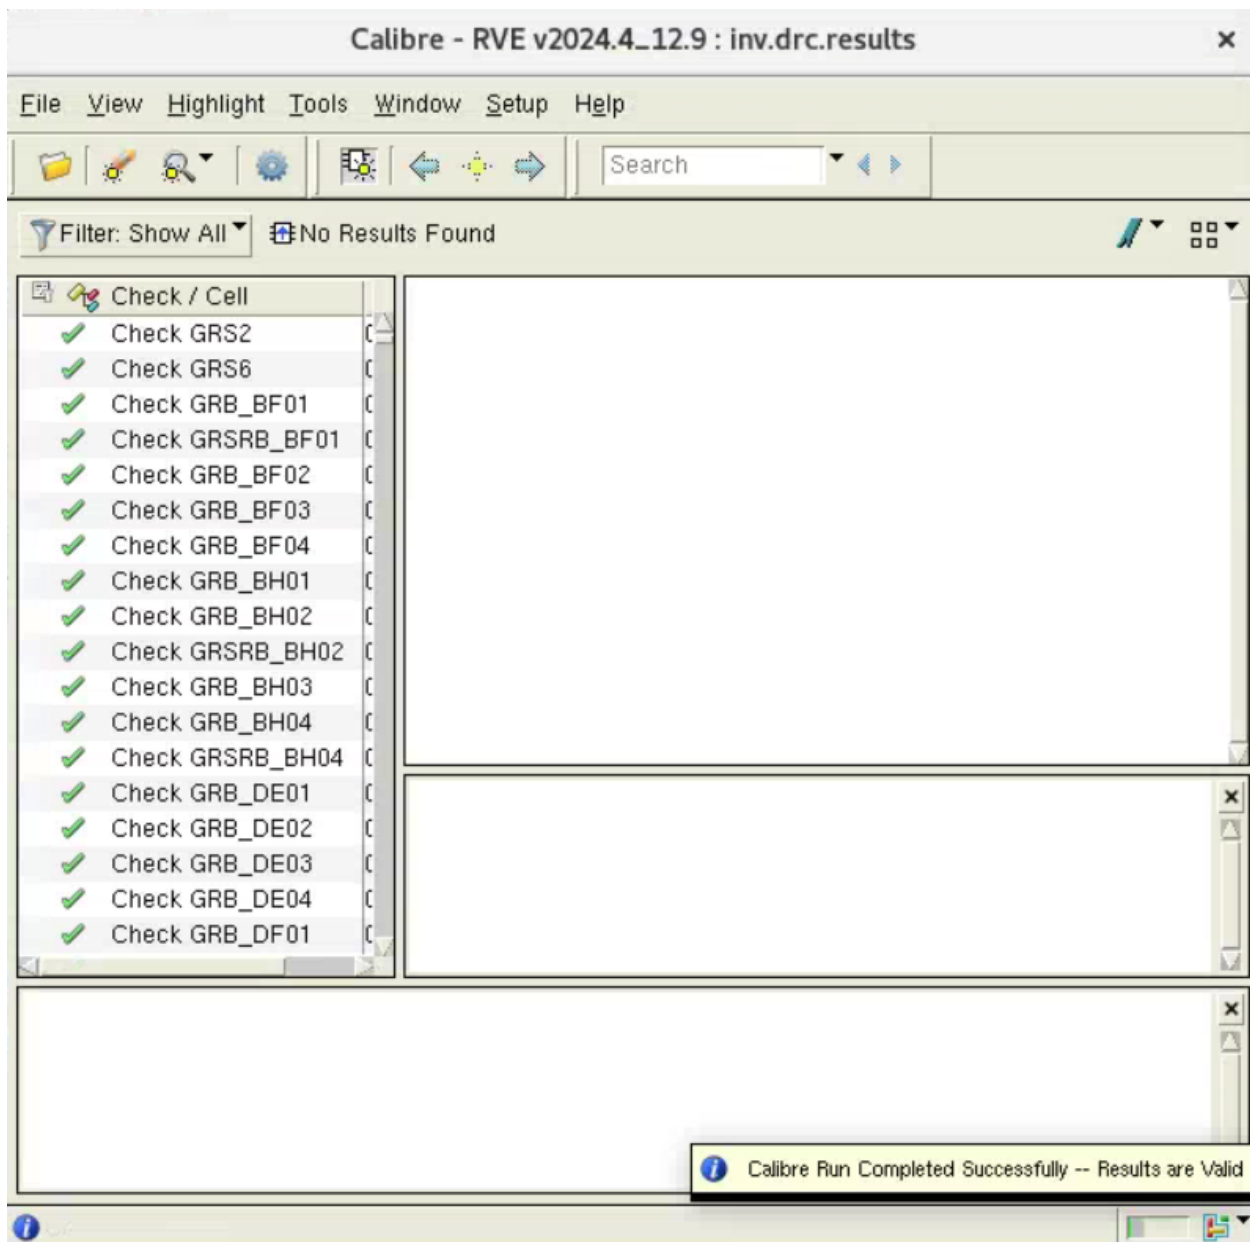 Calibre - RVE v2024.4_12.9 : inv.drc.results
File View Highlight Tools Window Setup Help
Search
Filter: Show All No Results Found
Check / Cell
Check GRS2
Check GRS6
Check GRB_BF01
Check GRSRB_BF01
Check GRB_BF02
Check GRB_BF03
Check GRB_BF04
Check GRB_BH01
Check GRB_BH02
Check GRSRB_BH02
Check GRB_BH03
Check GRB_BH04
Check GRSRB_BH04
Check GRB_DE01
Check GRB_DE02
Check GRB_DE03
Check GRB_DE04
Check GRB_DF01
Calibre Run Completed Successfully -- Results are Valid